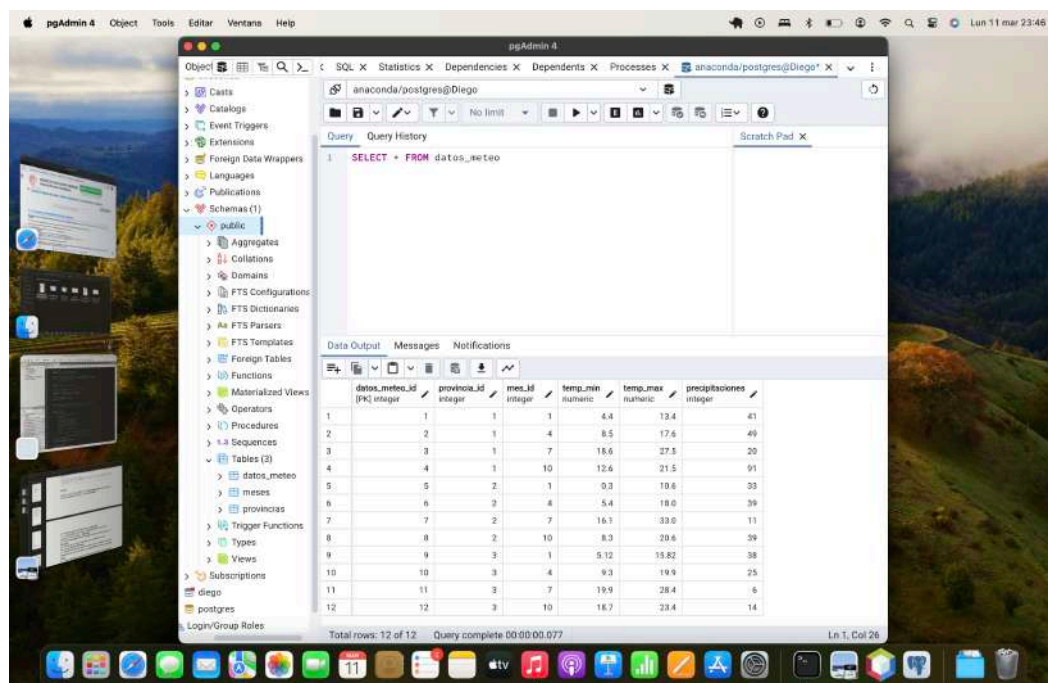 pgAdmin 4 Object Tools Editar Ventana Help Lun 11 mar 23:46
pgAdmin 4
Object SQL X Statistics X Dependencies X Dependents X Processes X anaconda/postgres@Diego* X
anaconda/postgres@Diego
No limit
Query Query History Scratch Pad X
1 SELECT * FROM datos_meteo
Casts
Catalogs
Event Triggers
Extensions
Foreign Data Wrappers
Languages
Publications
Schemas (1)
public
Aggregates
Collations
Domains
FTS Configurations
FTS Dictionaries
FTS Parsers
FTS Templates
Foreign Tables
Functions
Materialized Views
Operators
Procedures
1..3 Sequences
Tables (3)
datos_meteo
meses
provincias
Trigger Functions
Types
Views
Subscriptions
diego
postgres
Login/Group Roles
Data Output Messages Notifications
datos_meteo_id provincia_id mes_id temp_min temp_max precipitaciones
[PK] integer integer integer numeric numeric integer
1 1 1 1 4.4 13.4 41
2 2 1 4 8.5 17.6 49
3 3 1 7 18.6 27.5 20
4 4 1 10 12.6 21.5 91
5 5 2 1 0.3 10.6 33
6 6 2 4 5.4 18.0 39
7 7 2 7 16.1 33.0 11
8 8 2 10 8.3 20.6 39
9 9 3 1 5.12 15.82 38
10 10 3 4 9.3 19.9 25
11 11 3 7 19.9 28.4 6
12 12 3 10 18.7 23.4 14
Total rows: 12 of 12 Query complete 00:00:00.077 Ln 1, Col 26
11
tv